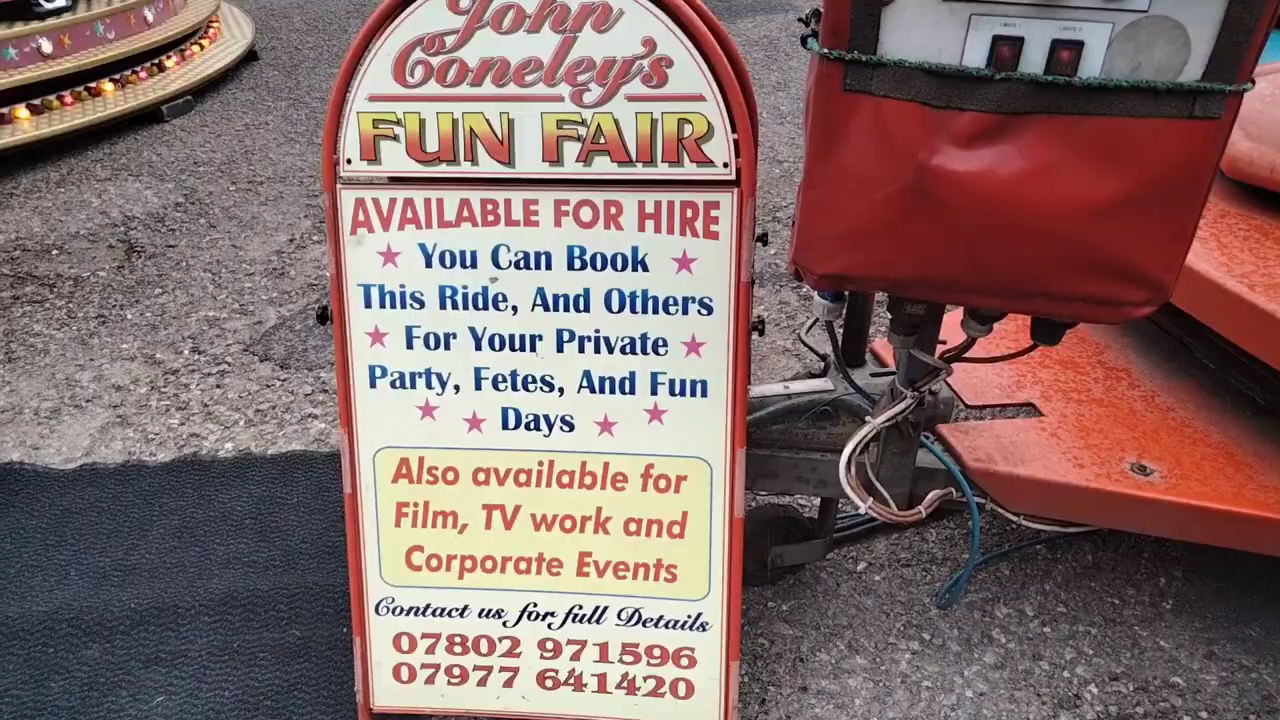 John
Coneley's
FUN FAIR
AVAILABLE FOR HIRE
You Can Book
This Ride, And Others
For Your Private
Party, Fetes, And Fun
Days
Also available for
Film, TV work and
Corporate Events
Contact us for full Details
07802 971596
07977 641420